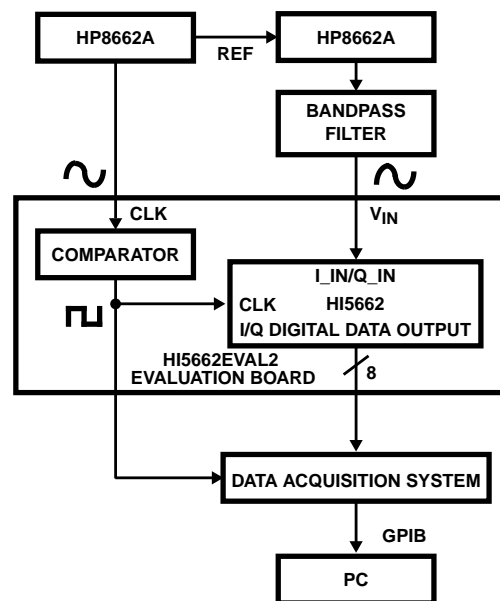 HP8662A
REF
HP8662A
BANDPASS
FILTER
CLK
V_IN
COMPARATOR
I_IN/Q_IN
CLK HI5662
I/Q DIGITAL DATA OUTPUT
HI5662EVAL2
EVALUATION BOARD
8
DATA ACQUISITION SYSTEM
GPIB
PC